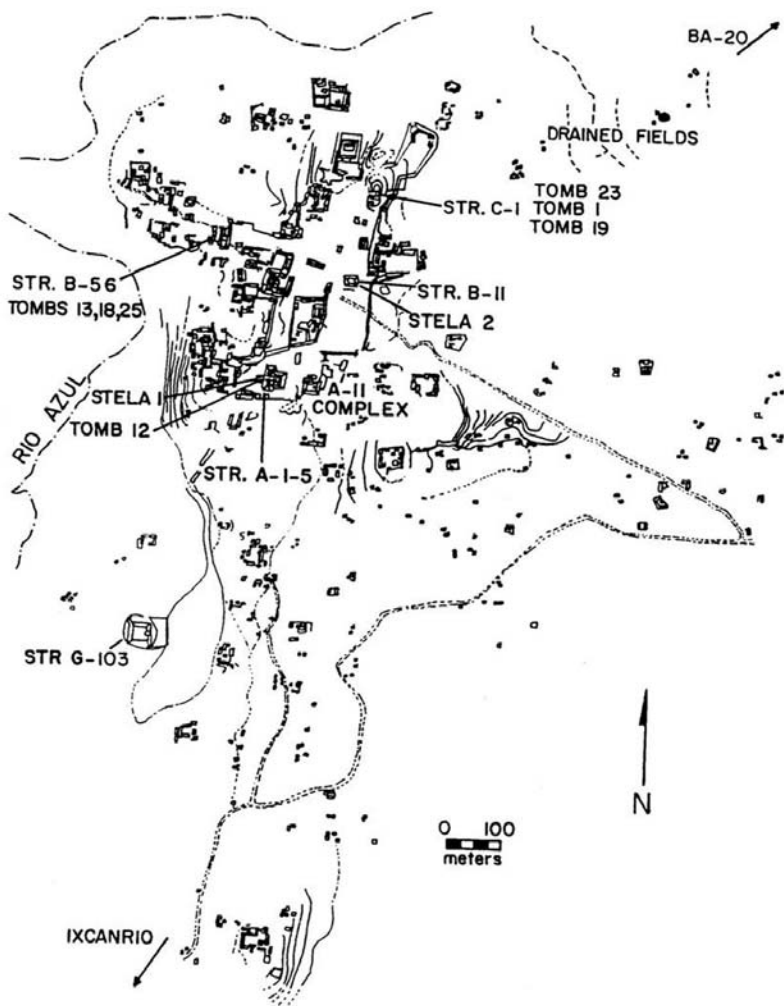 BA-20
DRAINED FIELDS
STR. C-1
TOMB 23
TOMB 1
TOMB 19
STR. B-56
TOMBS 13,18,25
STR. B-11
STELA 2
RIO AZUL
STELA 1
A-11
COMPLEX
TOMB 12
STR. A-1-5
STR G-103
N
0 100
meters
IXCANRIO